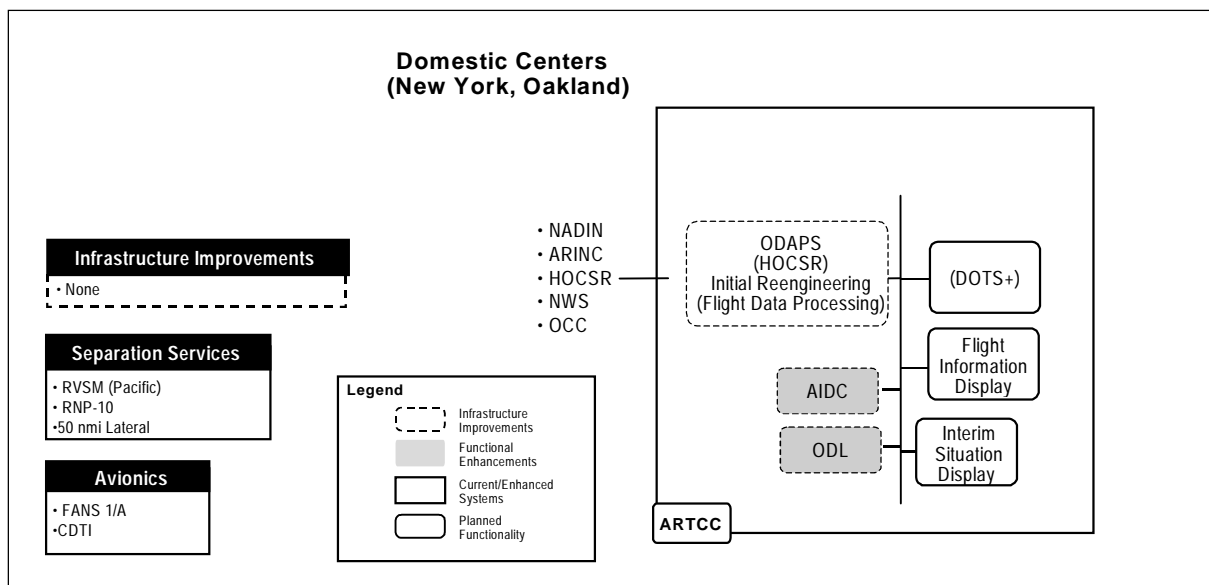 Domestic Centers
(New York, Oakland)
Infrastructure Improvements
• None
Separation Services
• RVSM (Pacific)
• RNP-10
•50 nmi Lateral
Avionics
• FANS 1/A
•CDTI
• NADIN
• ARINC
• HOCSR
• NWS
• OCC
Legend
Infrastructure
Improvements
Functional
Enhancements
Current/Enhanced
Systems
Planned
Functionality
ODAPS
(HOCSR)
Initial Reengineering
(Flight Data Processing)
(DOTS+)
Flight
Information
Display
AIDC
ODL
Interim
Situation
Display
ARTCC